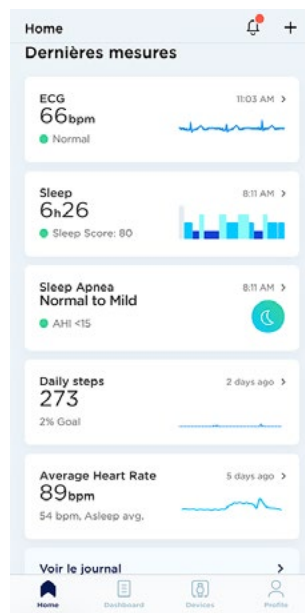 Home
Dernières mesures
ECG 11:03 AM
66bpm
Normal
Sleep 8:11 AM
6h26
Sleep Score: 80
Sleep Apnea 8:11 AM
Normal to Mild
AHI <15
Daily steps 2 days ago
273
2% Goal
Average Heart Rate 5 days ago
89bpm
54 bpm, Asleep avg.
Voir le journal
Home Dashboard Devices Profile